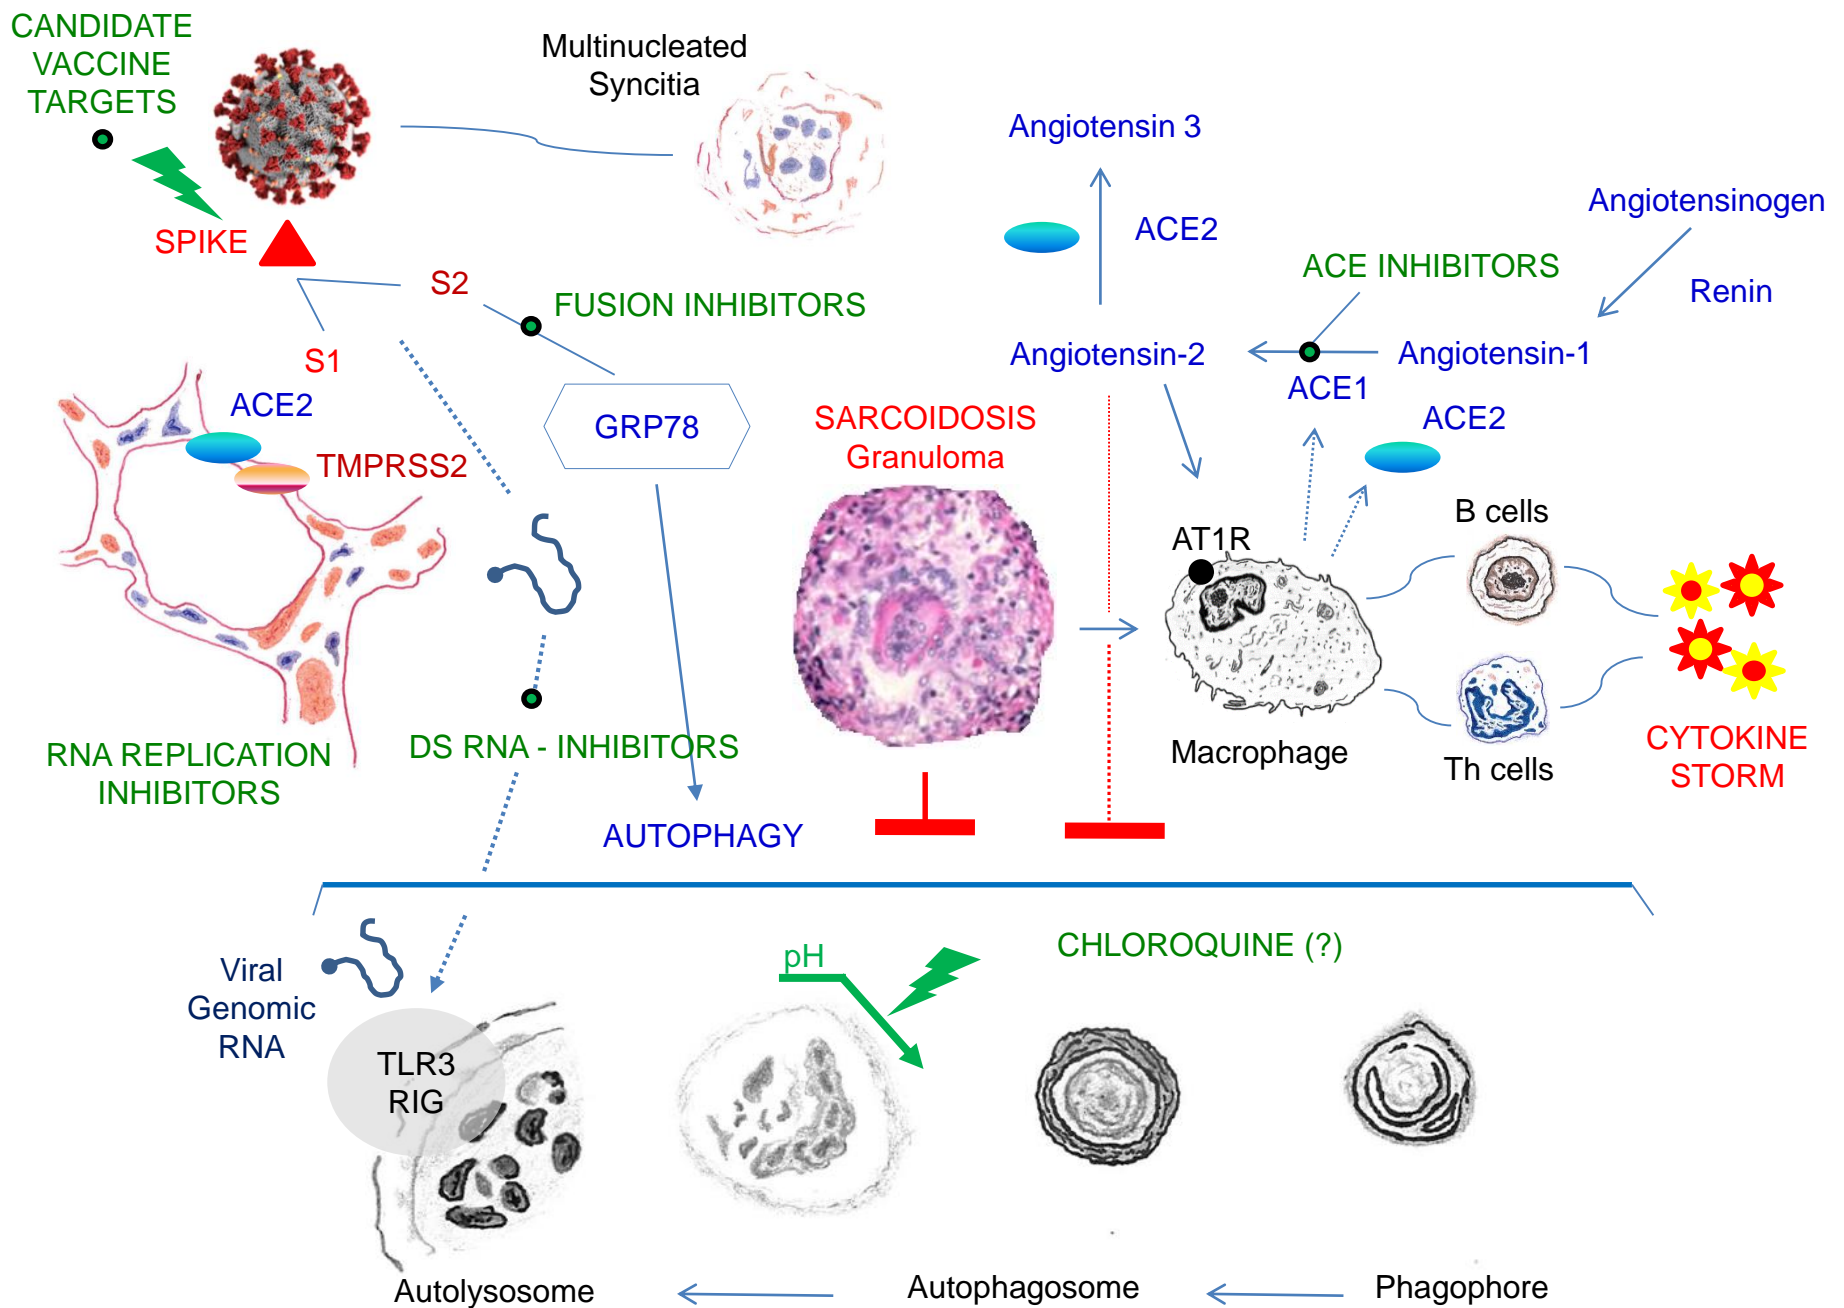 CANDIDATE
VACCINE
TARGETS
Multinucleated
Syncitia
Angiotensin 3
Angiotensinogen
SPIKE
ACE2
ACE INHIBITORS
S2
Renin
FUSION INHIBITORS
S1
Angiotensin-2
Angiotensin-1
ACE1
ACE2
ACE2
GRP78
SARCOIDOSIS
Granuloma
TMPRSS2
B cells
AT1R
RNA REPLICATION
INHIBITORS
DS RNA - INHIBITORS
Macrophage
Th cells
CYTOKINE
STORM
AUTOPHAGY
CHLOROQUINE (?)
pH
Viral
Genomic
RNA
TLR3
RIG
Autolysosome
Autophagosome
Phagophore